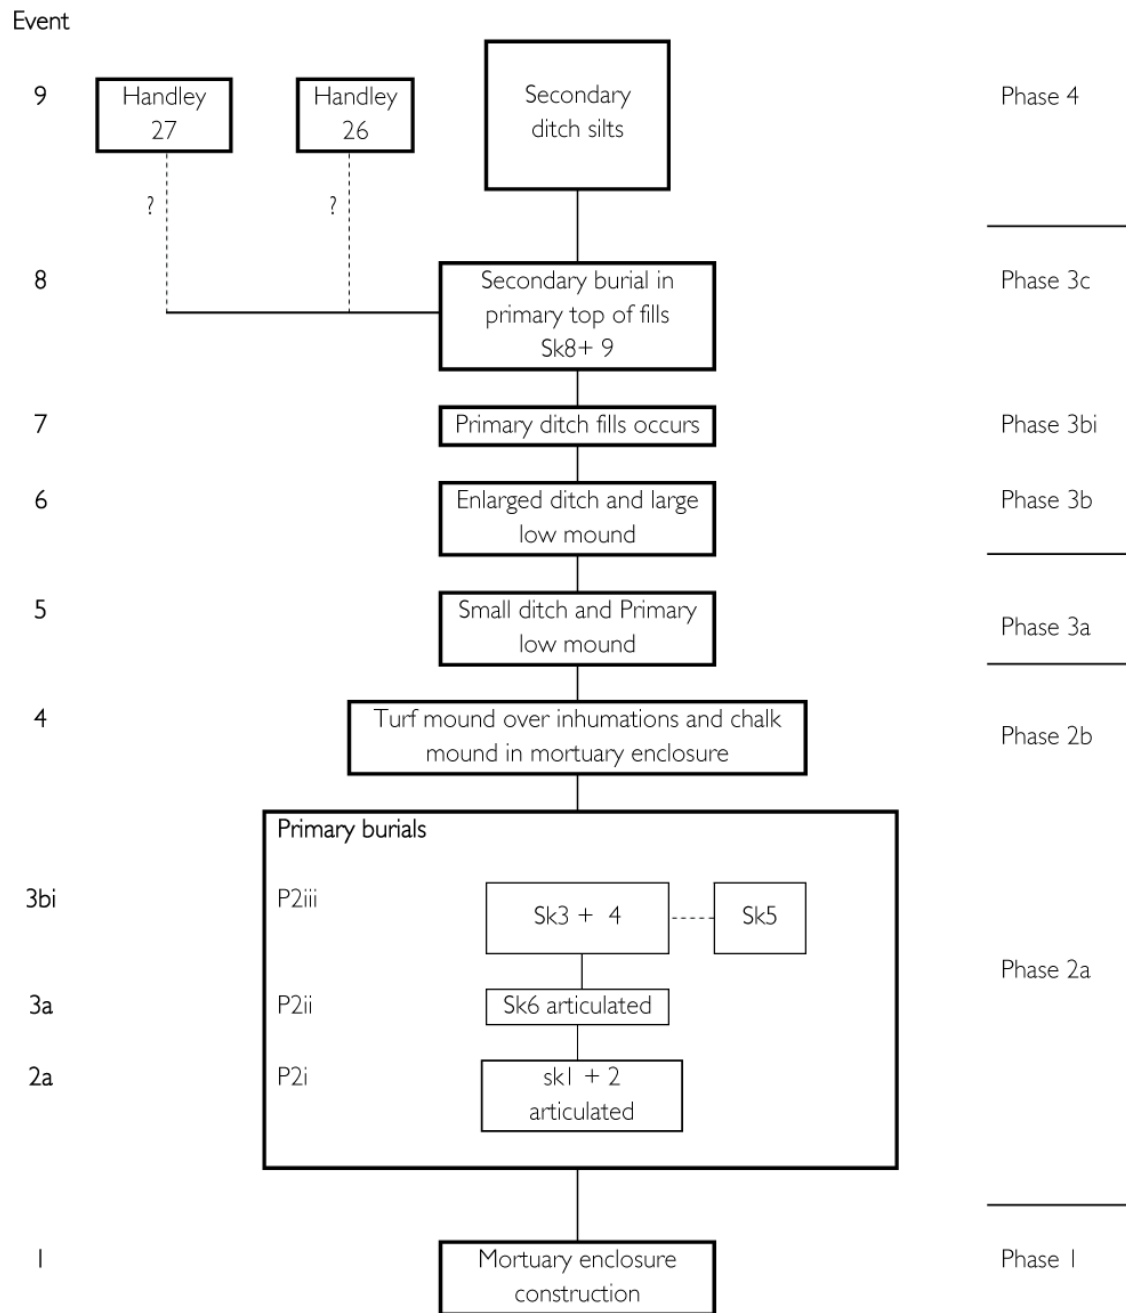 Event
9
Handley
27
Handley
26
Secondary
ditch silts
Phase 4
?
?
8
Secondary burial in
primary top of fills
Sk8+ 9
Phase 3c
7
Primary ditch fills occurs
Phase 3bi
6
Enlarged ditch and large
low mound
Phase 3b
5
Small ditch and Primary
low mound
Phase 3a
4
Turf mound over inhumations and chalk
mound in mortuary enclosure
Phase 2b
Primary burials
3bi
P2iii
Sk3 + 4
Sk5
Phase 2a
3a
P2ii
Sk6 articulated
2a
P2i
sk1 + 2
articulated
1
Mortuary enclosure
construction
Phase 1